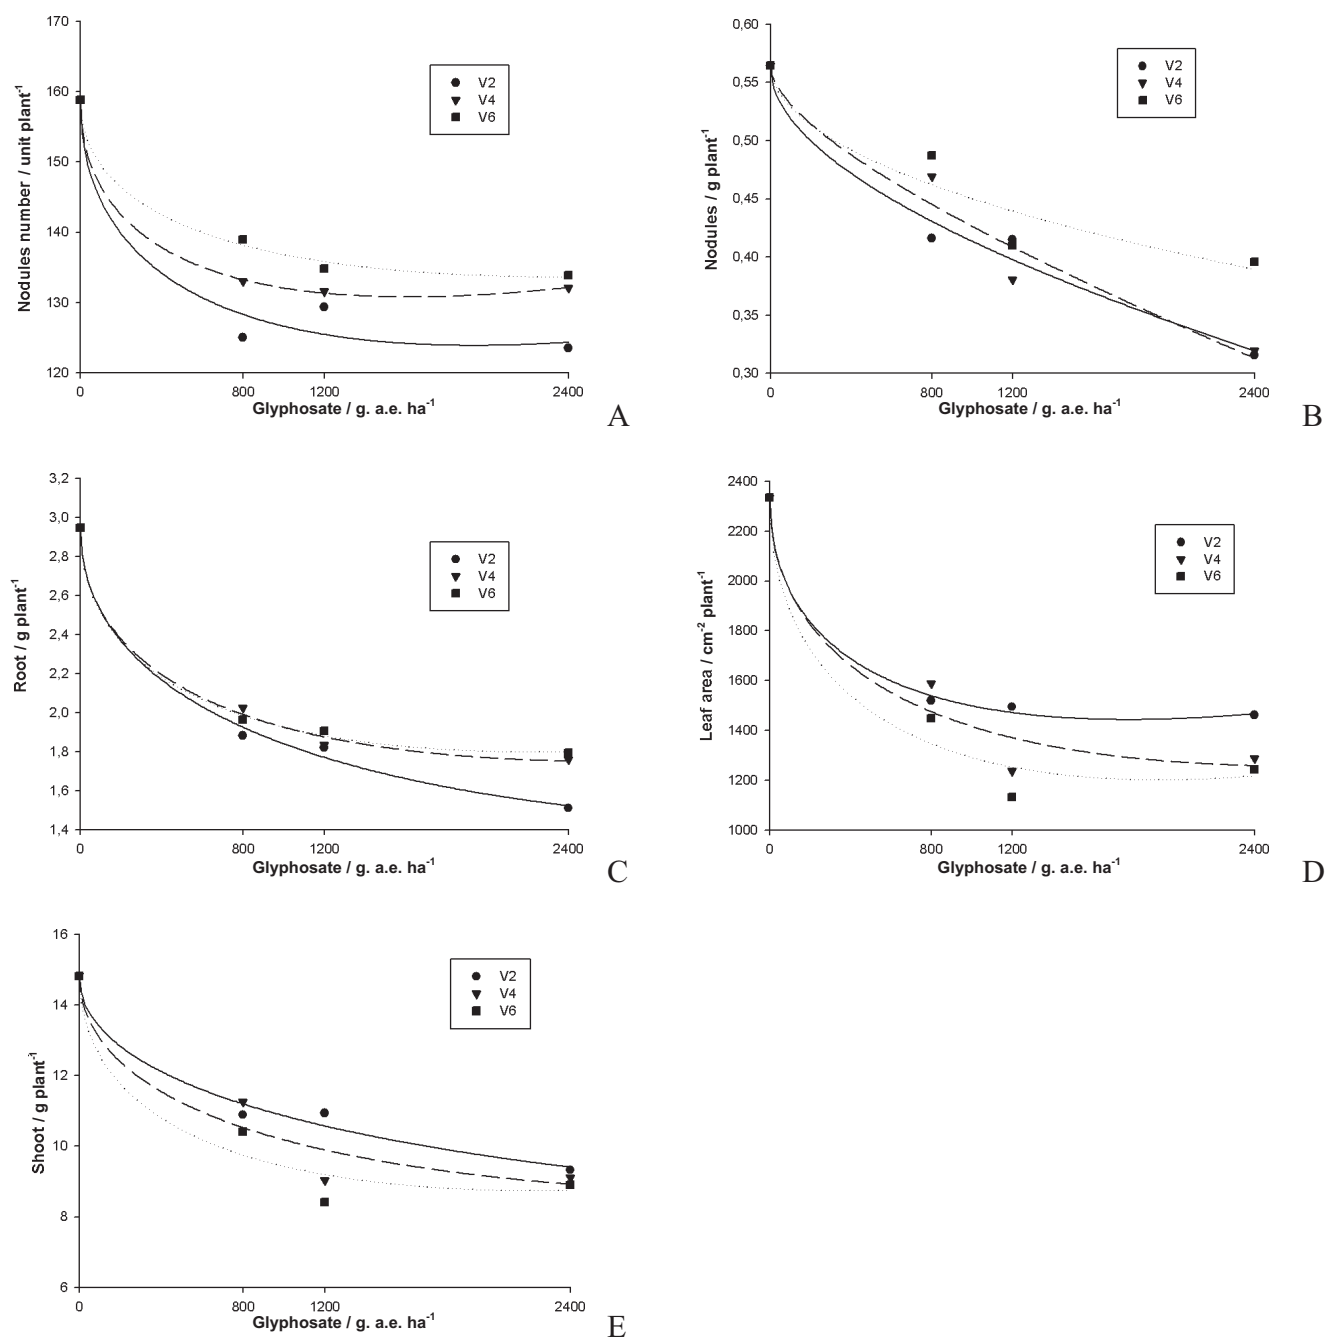 170
160
150
140
130
120
Nodules number / unit plant-1
V2
V4
V6
0
800
1200
2400
Glyphosate / g. a.e. ha-1
A
0,60
0,55
0,50
0,45
0,40
0,35
0,30
Nodules / g plant-1
V2
V4
V6
0
800
1200
2400
Glyphosate / g. a.e. ha-1
B
3,2
3,0
2,8
2,6
2,4
2,2
2,0
1,8
1,6
1,4
Root / g plant-1
V2
V4
V6
0
800
1200
2400
Glyphosate / g. a.e. ha-1
C
2400
2200
2000
1800
1600
1400
1200
1000
Leaf area / cm-2 plant-1
V2
V4
V6
0
800
1200
2400
Glyphosate / g. a.e. ha-1
D
16
14
12
10
8
6
Shoot / g plant-1
V2
V4
V6
0
800
1200
2400
Glyphosate / g. a.e. ha-1
E